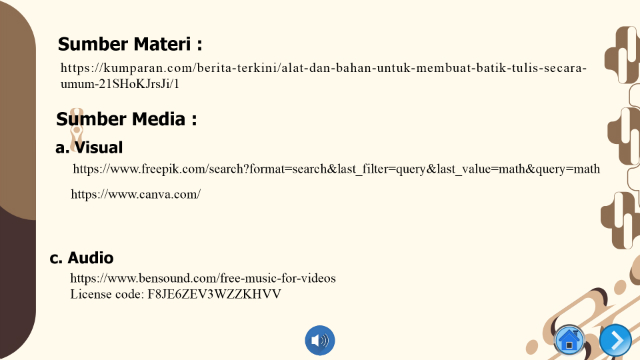 Sumber Materi :
https://kumparan.com/berita-terkini/alat-dan-bahan-untuk-membuat-batik-tulis-secara-
umum-21SHoKJrsJi/1
Sumber Media :
a. Visual
https://www.freepik.com/search?format=search&last_filter=query&last_value=math&query=math
https://www.canva.com/
c. Audio
https://www.bensound.com/free-music-for-videos
License code: F8JE6ZEV3WZZKHVV